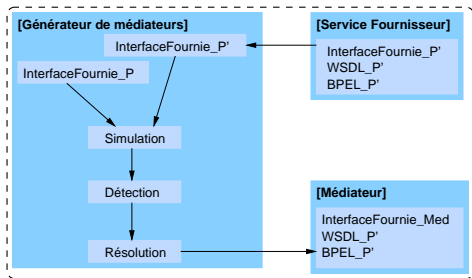 [Générateur de médiateurs]
InterfaceFournie_P'
InterfaceFournie_P
Simulation
Détection
Résolution
[Service Fournisseur]
InterfaceFournie_P'
WSDL_P'
BPEL_P'
[Médiateur]
InterfaceFournie_Med
WSDL_P'
BPEL_P'